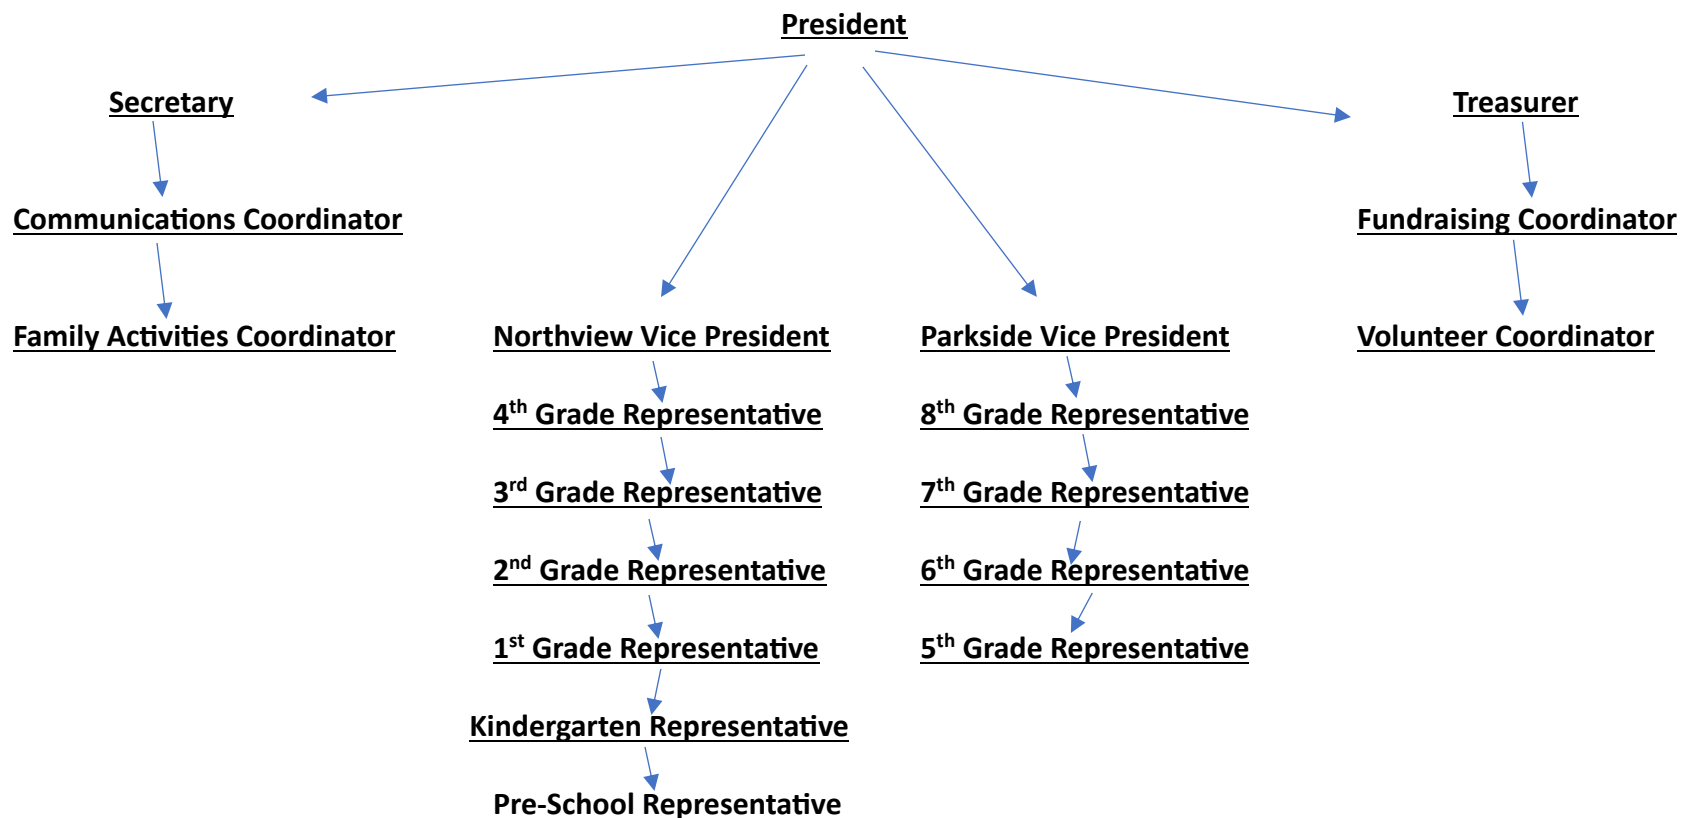 President
Secretary
Treasurer
Communications Coordinator
Fundraising Coordinator
Family Activities Coordinator
Northview Vice President
Parkside Vice President
Volunteer Coordinator
4th Grade Representative
8th Grade Representative
3rd Grade Representative
7th Grade Representative
2nd Grade Representative
6th Grade Representative
1st Grade Representative
5th Grade Representative
Kindergarten Representative
Pre-School Representative